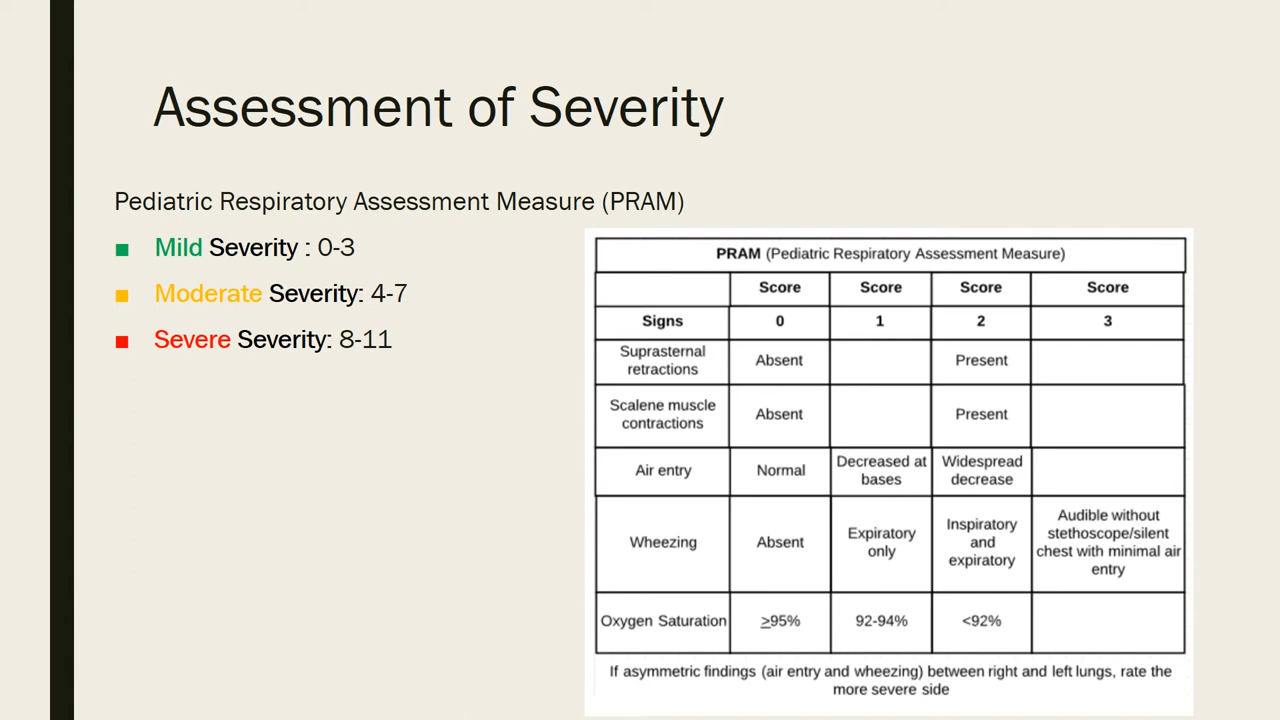 Assessment of Severity
Pediatric Respiratory Assessment Measure (PRAM)
Mild Severity : 0-3
Moderate Severity: 4-7
Severe Severity: 8-11
PRAM (Pediatric Respiratory Assessment Measure)
Score Score Score Score
Signs 0 1 2 3
Suprasternal
retractions
Absent Present
Scalene muscle
contractions
Absent Present
Air entry
Normal
Decreased at
bases
Widespread
decrease
Wheezing
Absent
Expiratory
only
Inspiratory
and
expiratory
Audible without
stethoscope/silent
chest with minimal air
entry
Oxygen Saturation ≥95% 92-94% <92%
If asymmetric findings (air entry and wheezing) between right and left lungs, rate the
more severe side